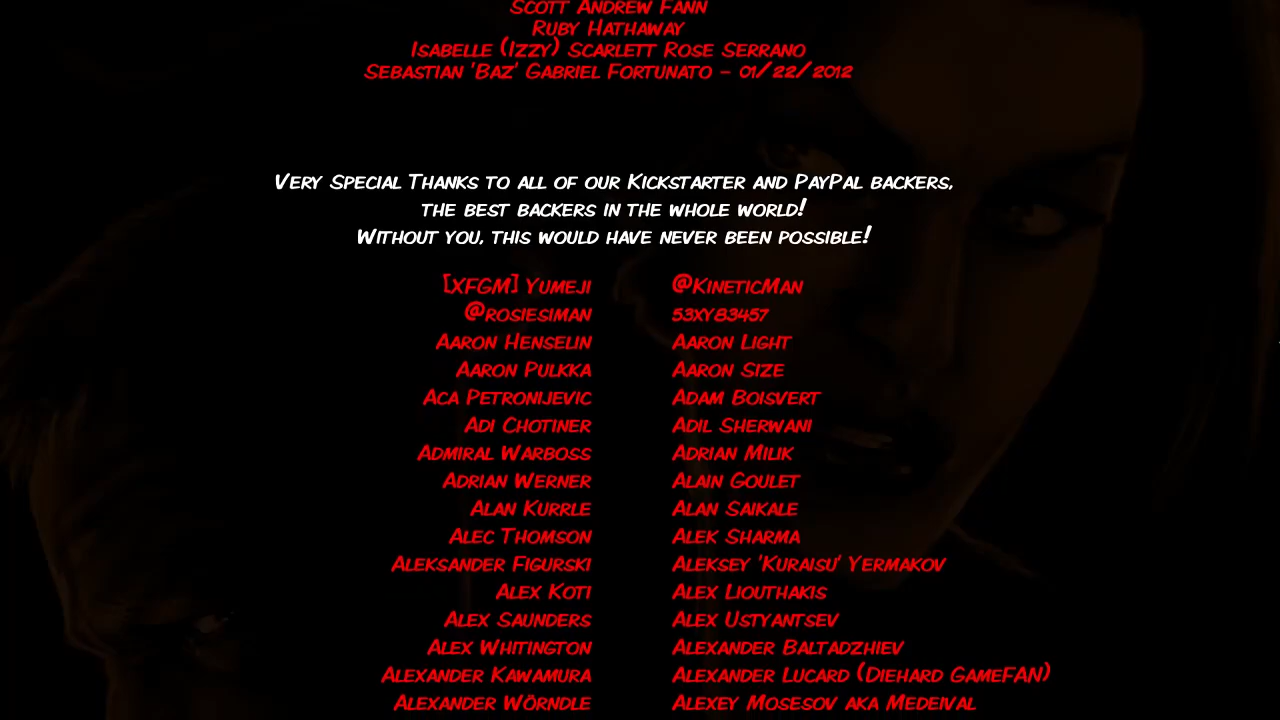 Scott Andrew Fann
Ruby Hathaway
Isabelle (Izzy) Scarlett Rose Serrano
Sebastian 'Baz' Gabriel Fortunato - 01/22/2012
Very Special Thanks to all of our Kickstarter and PayPal backers,
the best backers in the whole world!
Without you, this would have never been possible!
[XFGM] Yumeji @KineticMan
@rosiesiman 53xy83457
Aaron Henselin Aaron Light
Aaron Pulkka Aaron Size
Aca Petronijevic Adam Boisvert
Adi Chotiner Adil Sherwani
Admiral Warboss Adrian Milik
Adrian Werner Alain Goulet
Alan Kurrle Alan Saikale
Alec Thomson Alek Sharma
Aleksander Figurski Aleksey 'Kuraisu' Yermakov
Alex Koti Alex Liouthakis
Alex Saunders Alex Ustyantsev
Alex Whitington Alexander Baltadzhiev
Alexander Kawamura Alexander Lucard (Diehard GameFAN)
Alexander Wörndle Alexey Mosesov aka Medeival